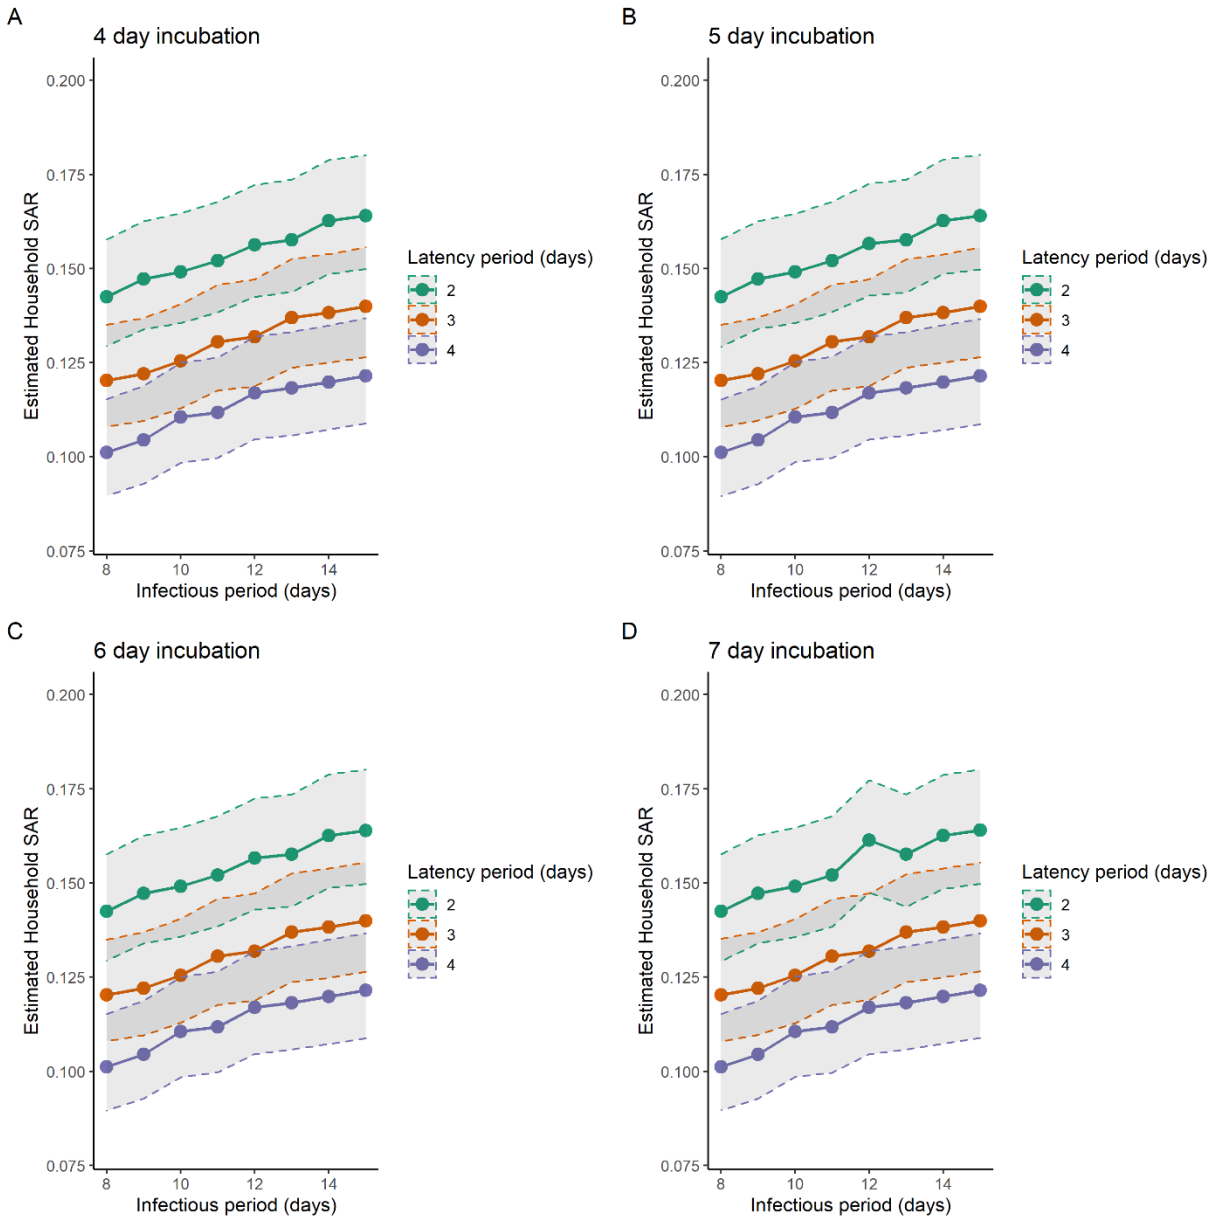 A
4 day incubation
Estimated Household SAR
0.200
0.175
0.150
0.125
0.100
0.075
8 10 12 14
Infectious period (days)
Latency period (days)
2
3
4
B
5 day incubation
Estimated Household SAR
0.200
0.175
0.150
0.125
0.100
0.075
8 10 12 14
Infectious period (days)
Latency period (days)
2
3
4
C
6 day incubation
Estimated Household SAR
0.200
0.175
0.150
0.125
0.100
0.075
8 10 12 14
Infectious period (days)
Latency period (days)
2
3
4
D
7 day incubation
Estimated Household SAR
0.200
0.175
0.150
0.125
0.100
0.075
8 10 12 14
Infectious period (days)
Latency period (days)
2
3
4